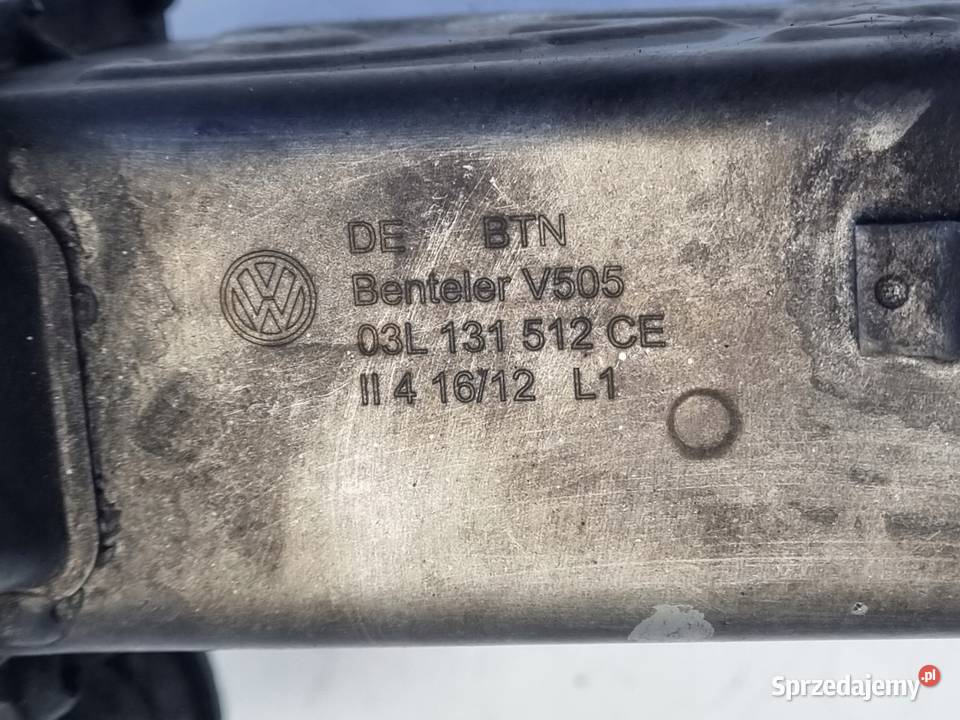 DE BTN
Benteler V505
03L 131 512 CE
II 4 16/12 L1
Sprzedajemy.pl